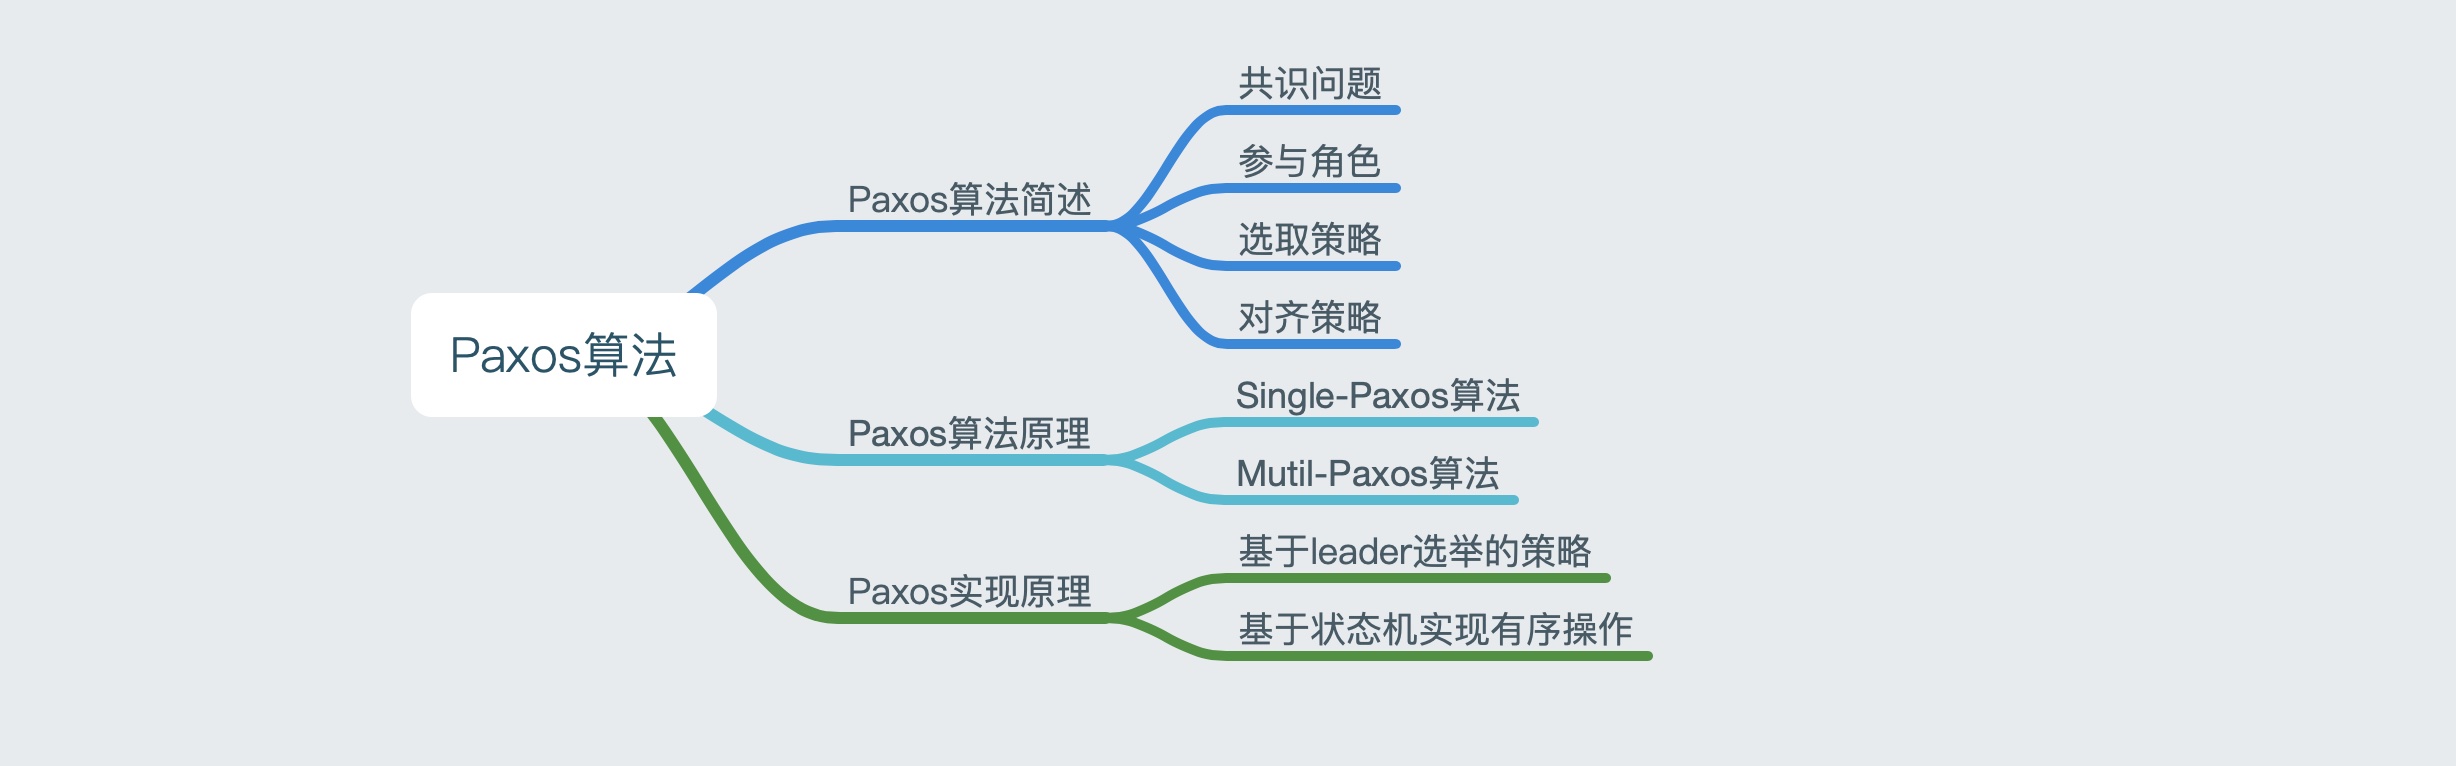 Paxos算法
Paxos算法简述
共识问题
参与角色
选取策略
对齐策略
Paxos算法原理
Single-Paxos算法
Mutil-Paxos算法
Paxos实现原理
基于leader选举的策略
基于状态机实现有序操作